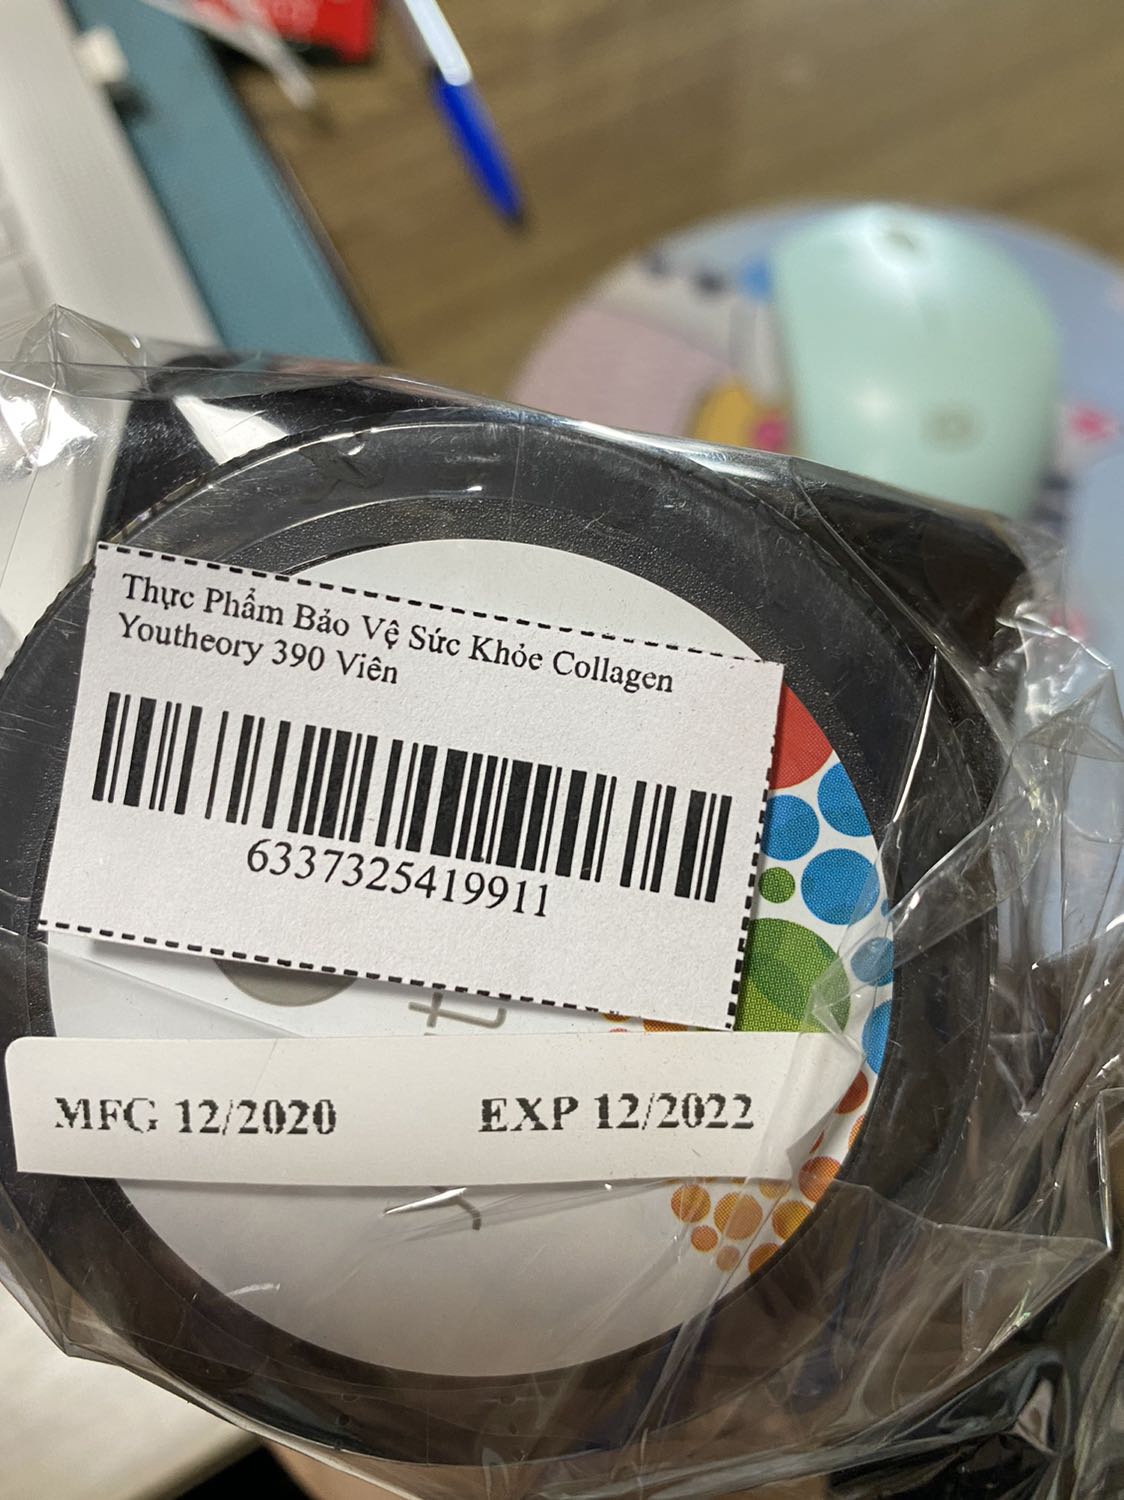 Thực Phẩm Bảo Vệ Sức Khỏe Collagen
Youtheory 390 Viên
6337325419911
MFG 12/2020 EXP 12/2022